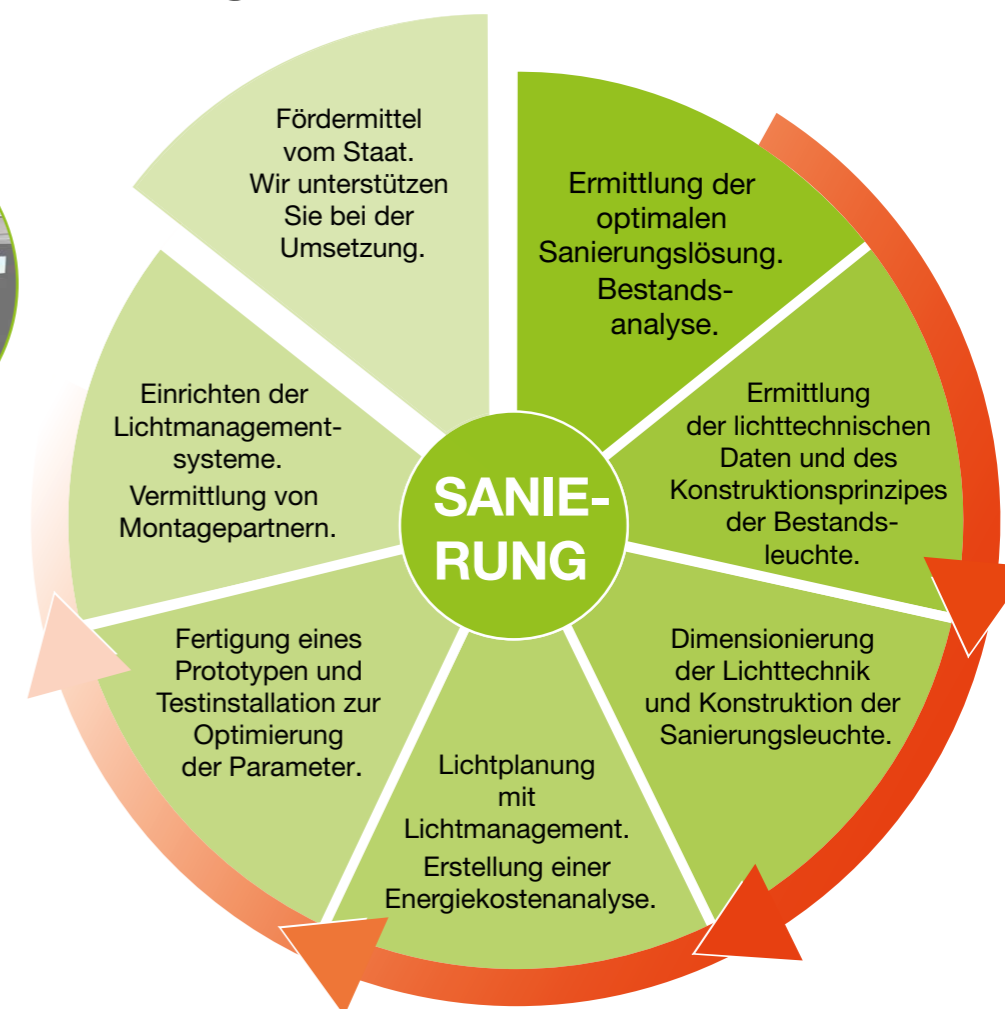 SANIE-
RUNG
Ermittlung der
optimalen
Sanierungslösung.
Bestands-
analyse.
Ermittlung
der lichttechnischen
Daten und des
Konstruktionsprinzipes
der Bestands-
leuchte.
Dimensionierung
der Lichttechnik
und Konstruktion der
Sanierungsleuchte.
Lichtplanung
mit
Lichtmanagement.
Erstellung einer
Energiekostenanalyse.
Fertigung eines
Prototypen und
Testinstallation zur
Optimierung
der Parameter.
Einrichten der
Lichtmanagement-
systeme.
Vermittlung von
Montagepartnern.
Fördermittel
vom Staat.
Wir unterstützen
Sie bei der
Umsetzung.